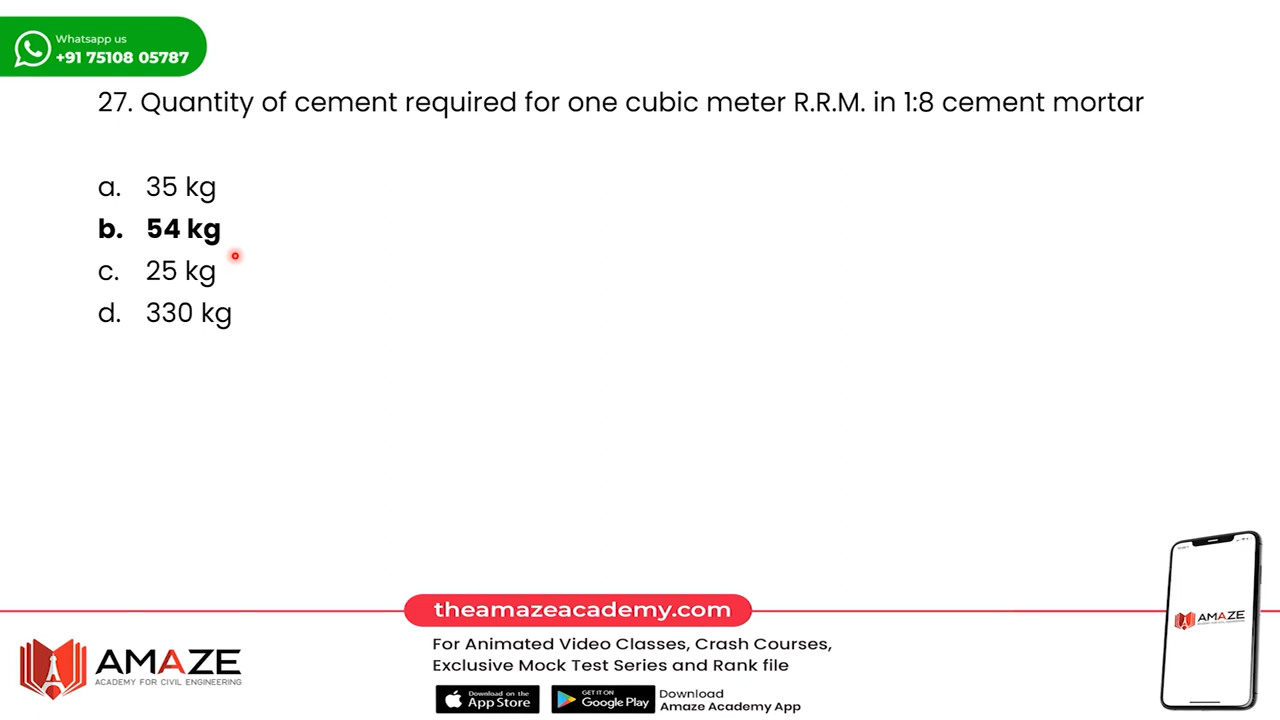 Whatsapp us
+91 75108 05787
27. Quantity of cement required for one cubic meter R.R.M. in 1:8 cement mortar
a. 35 kg
b. 54 kg
c. 25 kg
d. 330 kg
theamazeacademy.com
AMAZE
ACADEMY FOR CIVIL ENGINEERING
For Animated Video Classes, Crash Courses,
Exclusive Mock Test Series and Rank file
Download on the
App Store
GET IT ON
Google Play
Download
Amaze Academy App
AMAZE